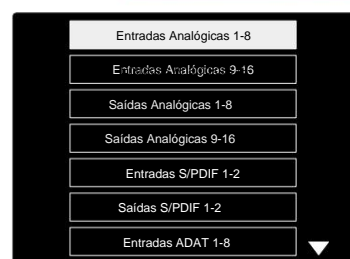 Entradas Analógicas 1-8
Entradas Analógicas 9-16
Saídas Analógicas 1-8
Saídas Analógicas 9-16
Entradas S/PDIF 1-2
Saídas S/PDIF 1-2
Entradas ADAT 1-8